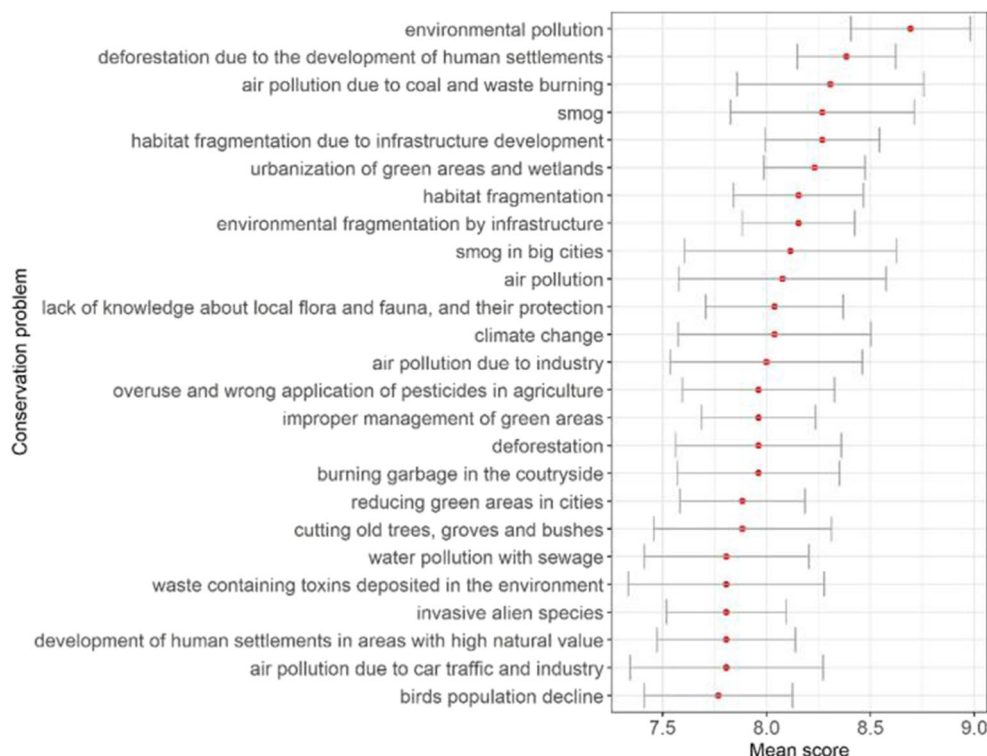 environmental pollution
deforestation due to the development of human settlements
air pollution due to coal and waste burning
smog
habitat fragmentation due to infrastructure development
urbanization of green areas and wetlands
habitat fragmentation
environmental fragmentation by infrastructure
smog in big cities
air pollution
lack of knowledge about local flora and fauna, and their protection
climate change
air pollution due to industry
overuse and wrong application of pesticides in agriculture
improper management of green areas
deforestation
burning garbage in the coutryside
reducing green areas in cities
cutting old trees, groves and bushes
water pollution with sewage
waste containing toxins deposited in the environment
invasive alien species
development of human settlements in areas with high natural value
air pollution due to car traffic and industry
birds population decline
Conservation problem
7.5 8.0 8.5 9.0
Mean score